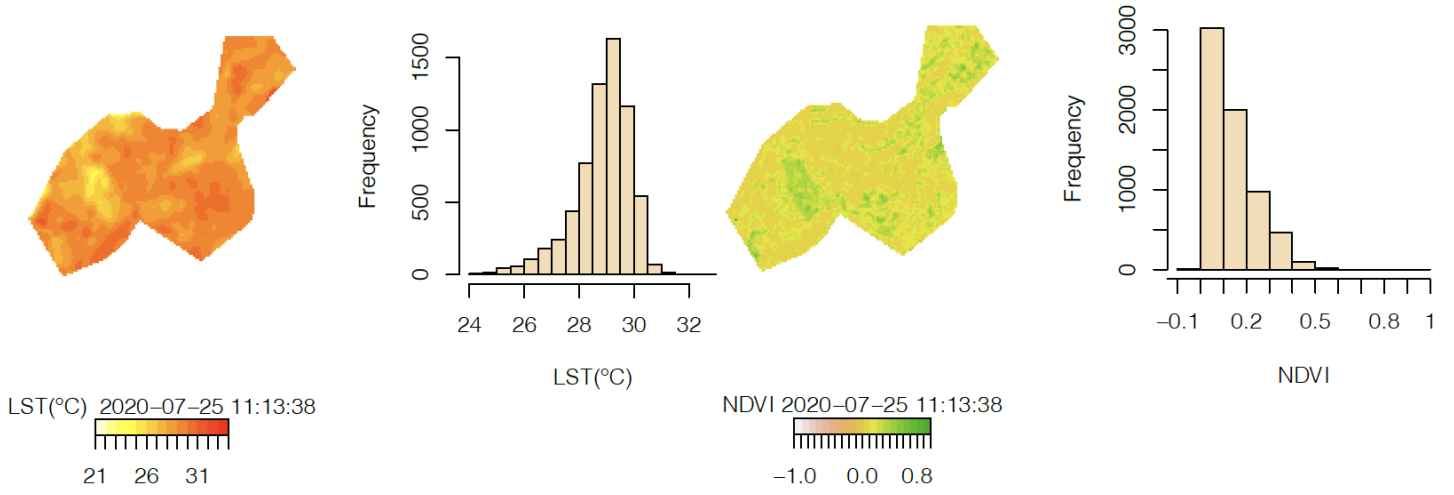 Frequency
0 500 1000 1500
24 26 28 30 32
LST(°C)
LST(°C) 2020–07–25 11:13:38
21 26 31
Frequency
0 1000 2000 3000
–0.1 0.2 0.5 0.8 1
NDVI
NDVI 2020–07–25 11:13:38
–1.0 0.0 0.8